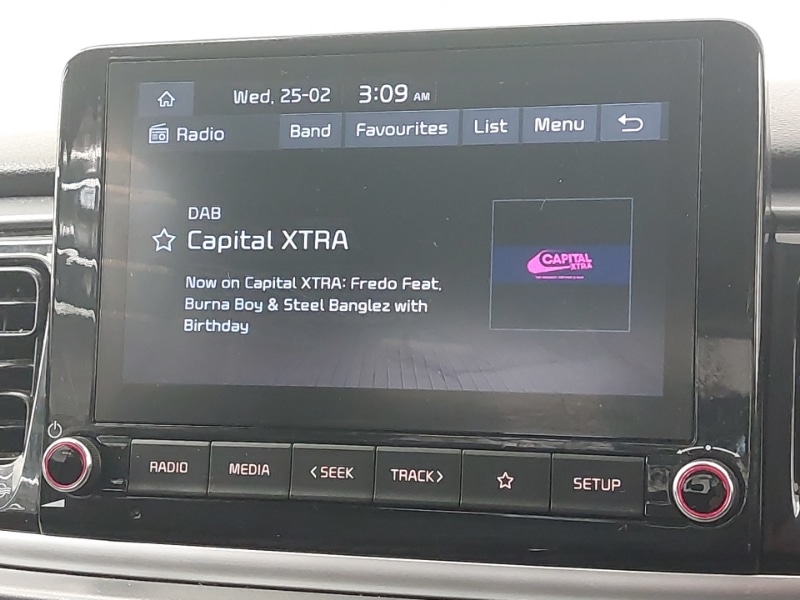 Wed, 25-02 3:09 AM
Radio Band Favourites List Menu
DAB
Capital XTRA
CAPITAL
XTRA
Now on Capital XTRA: Fredo Feat.
Burna Boy & Steel Banglez with
Birthday
RADIO MEDIA <SEEK TRACK> SETUP